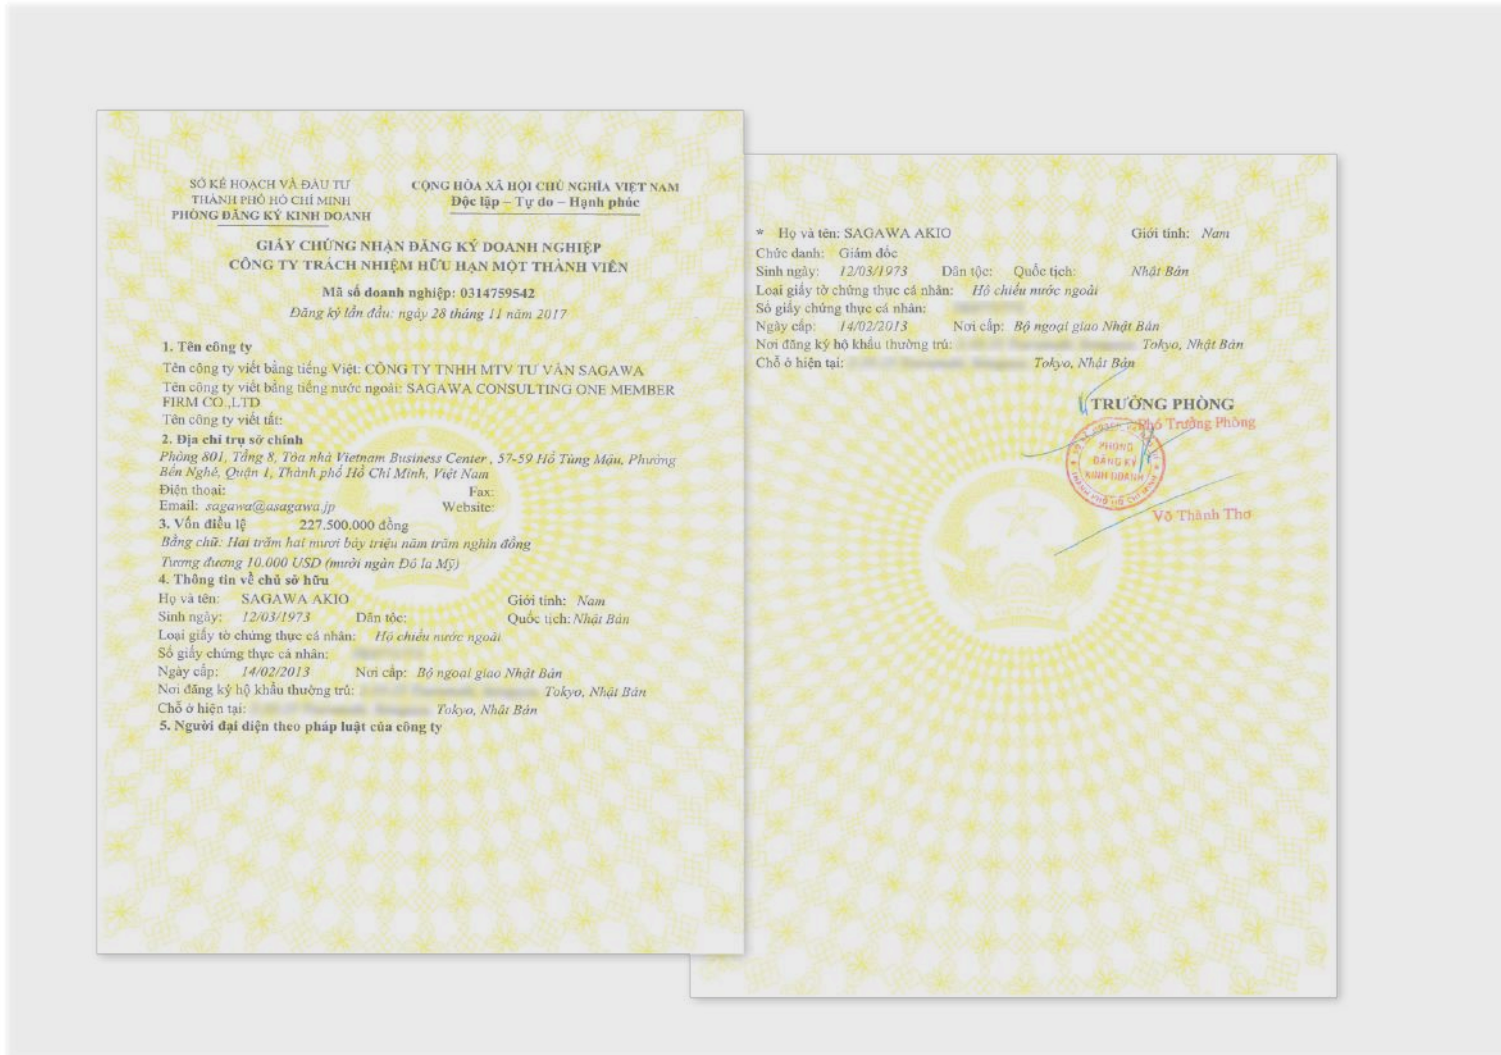 SỞ KẾ HOẠCH VÀ ĐẦU TƯ
THÀNH PHỐ HỒ CHÍ MINH
PHÒNG ĐĂNG KÝ KINH DOANH
CỘNG HÒA XÃ HỘI CHỦ NGHĨA VIỆT NAM
Độc lập – Tự do – Hạnh phúc
GIẤY CHỨNG NHẬN ĐĂNG KÝ DOANH NGHIỆP
CÔNG TY TRÁCH NHIỆM HỮU HẠN MỘT THÀNH VIÊN
Mã số doanh nghiệp: 0314759542
Đăng ký lần đầu: ngày 28 tháng 11 năm 2017
1. Tên công ty
Tên công ty viết bằng tiếng Việt: CÔNG TY TNHH MTV TƯ VẤN SAGAWA
Tên công ty viết bằng tiếng nước ngoài: SAGAWA CONSULTING ONE MEMBER
FIRM CO.,LTD
Tên công ty viết tắt:
2. Địa chỉ trụ sở chính
Phòng 801, Tầng 8, Tòa nhà Vietnam Business Center , 57-59 Hồ Tùng Mậu, Phường
Bến Nghé, Quận 1, Thành phố Hồ Chí Minh, Việt Nam
Điện thoại: Fax:
Email: sagawa@asagawa.jp Website:
3. Vốn điều lệ 227.500.000 đồng
Bằng chữ: Hai trăm hai mươi bảy triệu năm trăm nghìn đồng
Tương đương 10.000 USD (mười ngàn Đô la Mỹ)
4. Thông tin về chủ sở hữu
Họ và tên: SAGAWA AKIO Giới tính: Nam
Sinh ngày: 12/03/1973 Dân tộc: Quốc tịch: Nhật Bản
Loại giấy tờ chứng thực cá nhân: Hộ chiếu nước ngoài
Số giấy chứng thực cá nhân:
Ngày cấp: 14/02/2013 Nơi cấp: Bộ ngoại giao Nhật Bản
Nơi đăng ký hộ khẩu thường trú: Tokyo, Nhật Bản
Chỗ ở hiện tại: Tokyo, Nhật Bản
5. Người đại diện theo pháp luật của công ty
* Họ và tên: SAGAWA AKIO Giới tính: Nam
Chức danh: Giám đốc
Sinh ngày: 12/03/1973 Dân tộc: Quốc tịch: Nhật Bản
Loại giấy tờ chứng thực cá nhân: Hộ chiếu nước ngoài
Số giấy chứng thực cá nhân:
Ngày cấp: 14/02/2013 Nơi cấp: Bộ ngoại giao Nhật Bản
Nơi đăng ký hộ khẩu thường trú: Tokyo, Nhật Bản
Chỗ ở hiện tại: Tokyo, Nhật Bản
TRƯỞNG PHÒNG
Phó Trưởng Phòng
PHÒNG
ĐĂNG KÝ
KINH DOANH
THÀNH PHỐ HỒ CHÍ MINH
Võ Thành Thơ